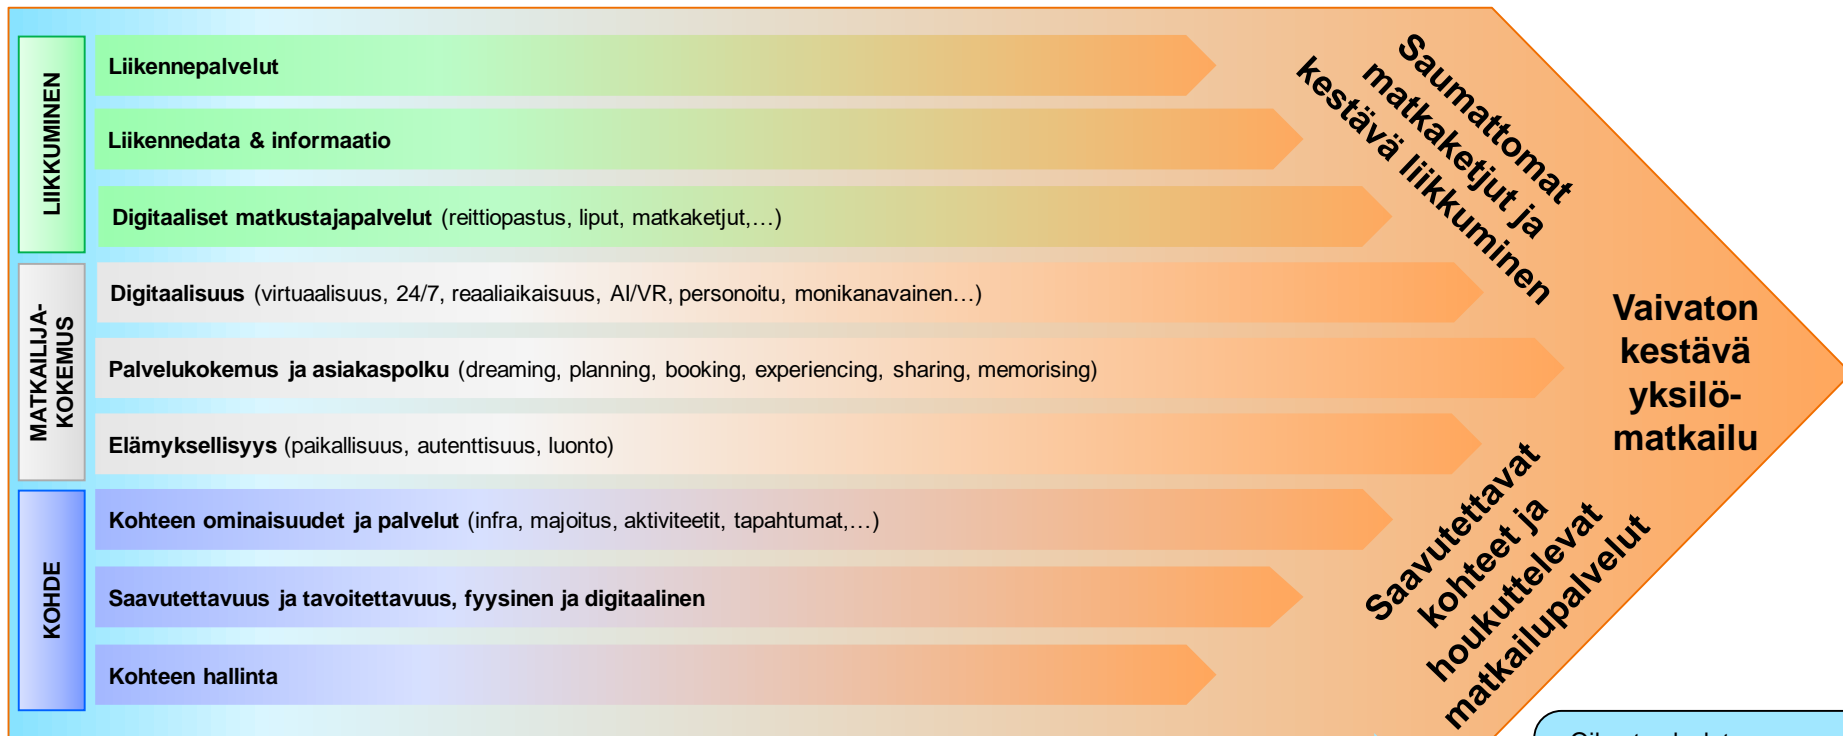 LIIKKUMINEN
Liikennepalvelut
Liikennedata & informaatio
Digitaaliset matkustajapalvelut (reittiopastus, liput, matkaketjut,…)
MATKAILIJA-
KOKEMUS
Digitaalisuus (virtuaalisuus, 24/7, reaaliaikaisuus, AI/VR, personoitu, monikanavainen…)
Palvelukokemus ja asiakaspolku (dreaming, planning, booking, experiencing, sharing, memorising)
Elämyksellisyys (paikallisuus, autenttisuus, luonto)
KOHDE
Kohteen ominaisuudet ja palvelut (infra, majoitus, aktiviteetit, tapahtumat,…)
Saavutettavuus ja tavoitettavuus, fyysinen ja digitaalinen
Kohteen hallinta
Saumattomat
matkaketjut ja
kestävä liikkuminen
Vaivaton
kestävä
yksilö-
matkailu
Saavutettavat
kohteet ja
houkuttelevat
matkailupalvelut